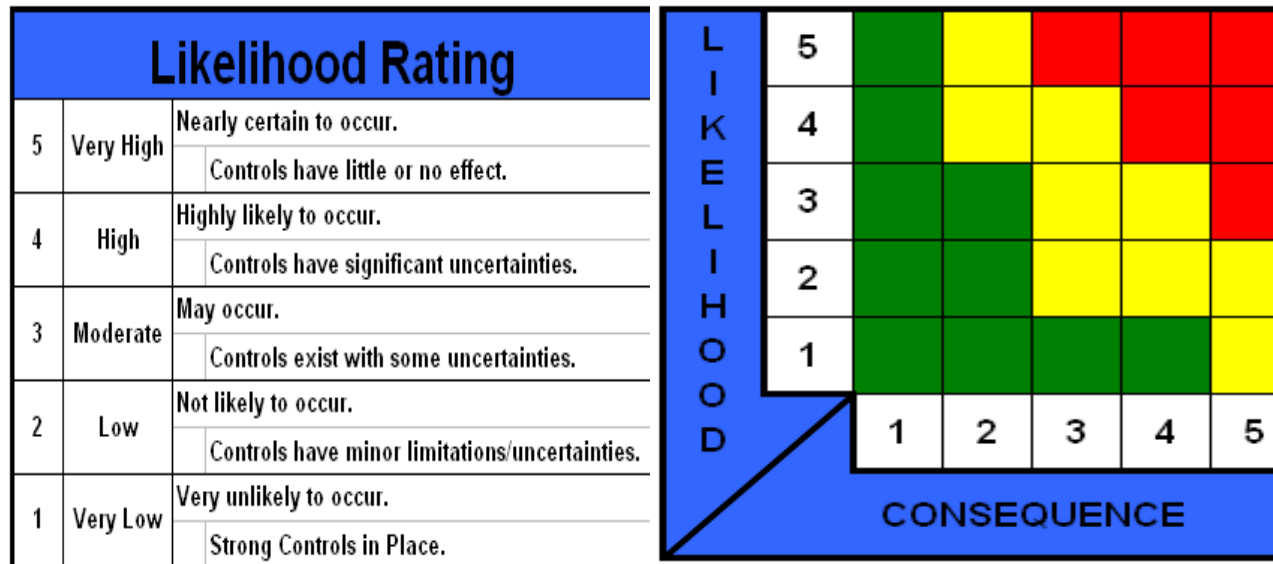 Likelihood Rating
5 Very High Nearly certain to occur.
Controls have little or no effect.
4 High Highly likely to occur.
Controls have significant uncertainties.
3 Moderate May occur.
Controls exist with some uncertainties.
2 Low Not likely to occur.
Controls have minor limitations/uncertainties.
1 Very Low Very unlikely to occur.
Strong Controls in Place.
LIKELIHOOD
5
4
3
2
1
1 2 3 4 5
CONSEQUENCE